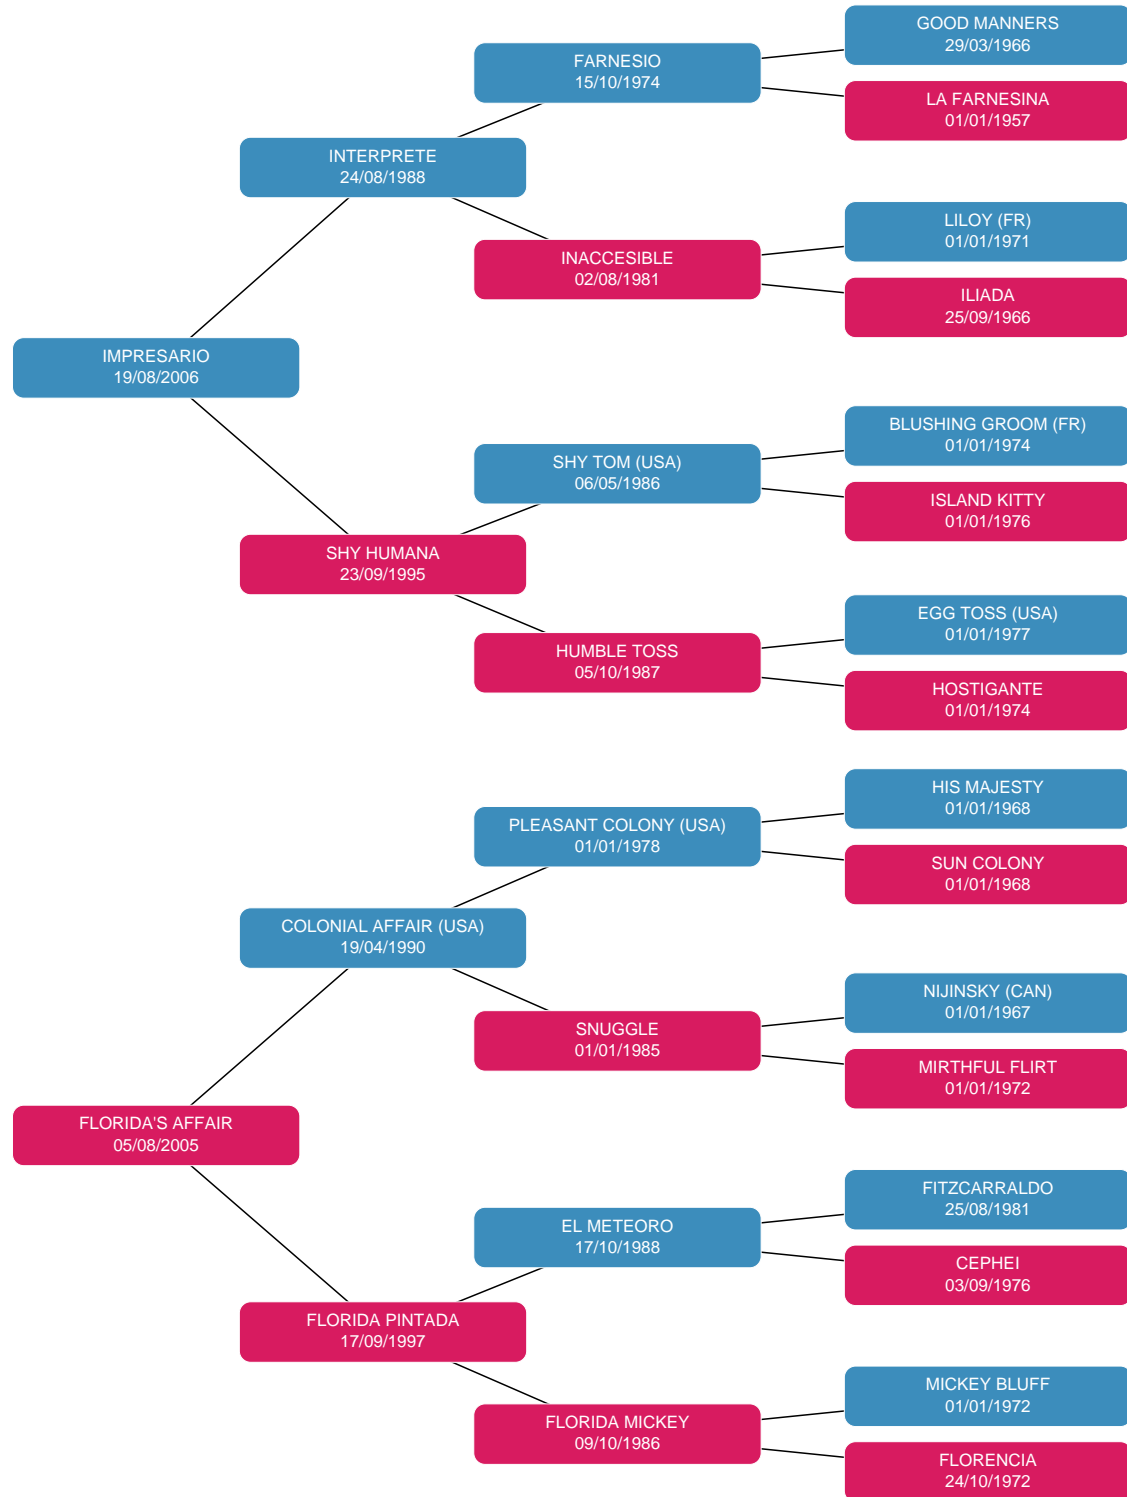 GOOD MANNERS
29/03/1966
FARNESIO
15/10/1974
LA FARNESINA
01/01/1957
INTERPRETE
24/08/1988
LILOY (FR)
01/01/1971
INACCESIBLE
02/08/1981
ILIADA
25/09/1966
IMPRESARIO
19/08/2006
BLUSHING GROOM (FR)
01/01/1974
SHY TOM (USA)
06/05/1986
ISLAND KITTY
01/01/1976
SHY HUMANA
23/09/1995
EGG TOSS (USA)
01/01/1977
HUMBLE TOSS
05/10/1987
HOSTIGANTE
01/01/1974
HIS MAJESTY
01/01/1968
PLEASANT COLONY (USA)
01/01/1978
SUN COLONY
01/01/1968
COLONIAL AFFAIR (USA)
19/04/1990
NIJINSKY (CAN)
01/01/1967
SNUGGLE
01/01/1985
MIRTHFUL FLIRT
01/01/1972
FLORIDA'S AFFAIR
05/08/2005
FITZCARRALDO
25/08/1981
EL METEORO
17/10/1988
CEPHEI
03/09/1976
FLORIDA PINTADA
17/09/1997
MICKEY BLUFF
01/01/1972
FLORIDA MICKEY
09/10/1986
FLORENCIA
24/10/1972